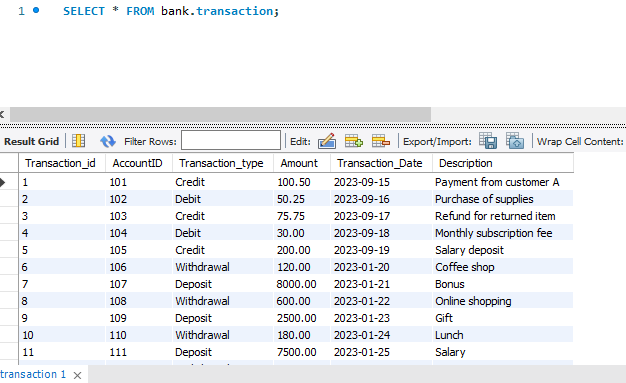 1 SELECT * FROM bank.transaction;
Result Grid Filter Rows: Edit: Export/Import: Wrap Cell Content:
Transaction_id AccountID Transaction_type Amount Transaction_Date Description
1 101 Credit 100.50 2023-09-15 Payment from customer A
2 102 Debit 50.25 2023-09-16 Purchase of supplies
3 103 Credit 75.75 2023-09-17 Refund for returned item
4 104 Debit 30.00 2023-09-18 Monthly subscription fee
5 105 Credit 200.00 2023-09-19 Salary deposit
6 106 Withdrawal 120.00 2023-01-20 Coffee shop
7 107 Deposit 8000.00 2023-01-21 Bonus
8 108 Withdrawal 600.00 2023-01-22 Online shopping
9 109 Deposit 2500.00 2023-01-23 Gift
10 110 Withdrawal 180.00 2023-01-24 Lunch
11 111 Deposit 7500.00 2023-01-25 Salary
transaction 1